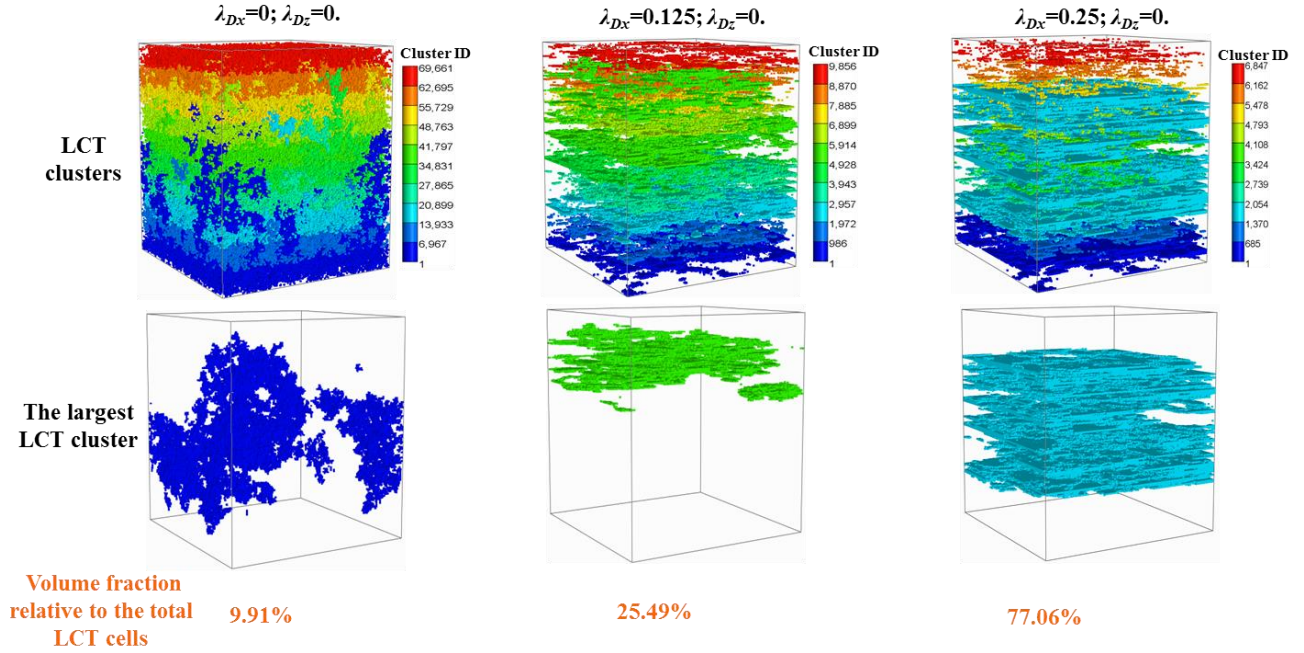 λDx=0; λDz=0.
λDx=0.125; λDz=0.
λDx=0.25; λDz=0.
Cluster ID
69,661
62,695
55,729
48,763
41,797
34,831
27,865
20,899
13,933
6,967
1
Cluster ID
9,856
8,870
7,885
6,899
5,914
4,928
3,943
2,957
1,972
986
1
Cluster ID
6,847
6,162
5,478
4,793
4,108
3,424
2,739
2,054
1,370
685
1
LCT
clusters
The largest
LCT cluster
Volume fraction
relative to the total
LCT cells
9.91%
25.49%
77.06%